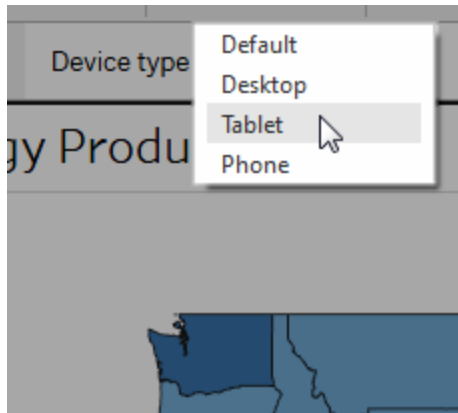 Device type
Default
Desktop
Tablet
Phone
gy Produ